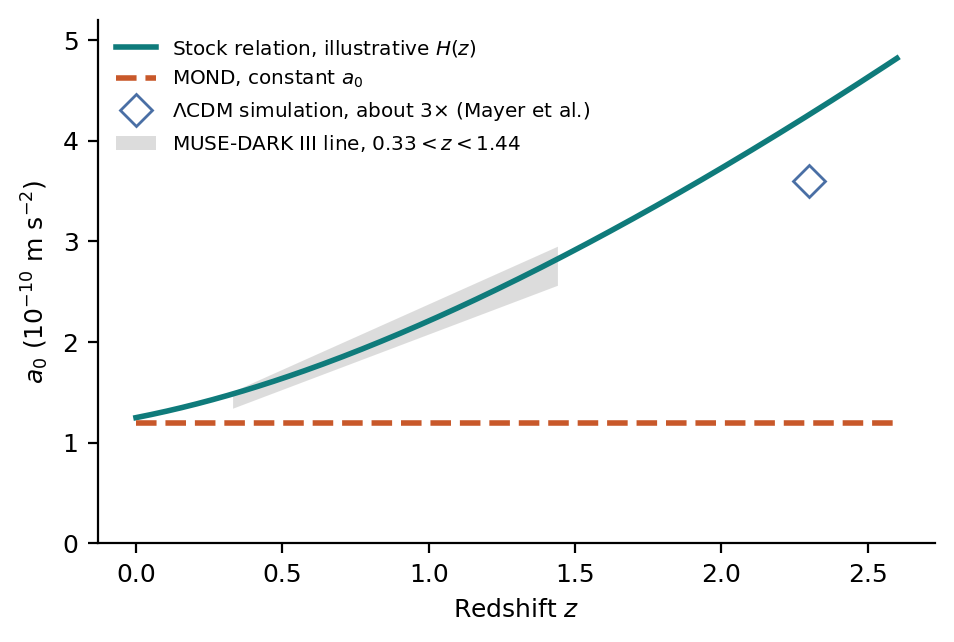 Stock relation, illustrative H(z)
MOND, constant a₀
ΛCDM simulation, about 3× (Mayer et al.)
MUSE-DARK III line, 0.33 < z < 1.44
a₀ (10⁻¹⁰ m s⁻²)
5
4
3
2
1
0
0.0 0.5 1.0 1.5 2.0 2.5
Redshift z